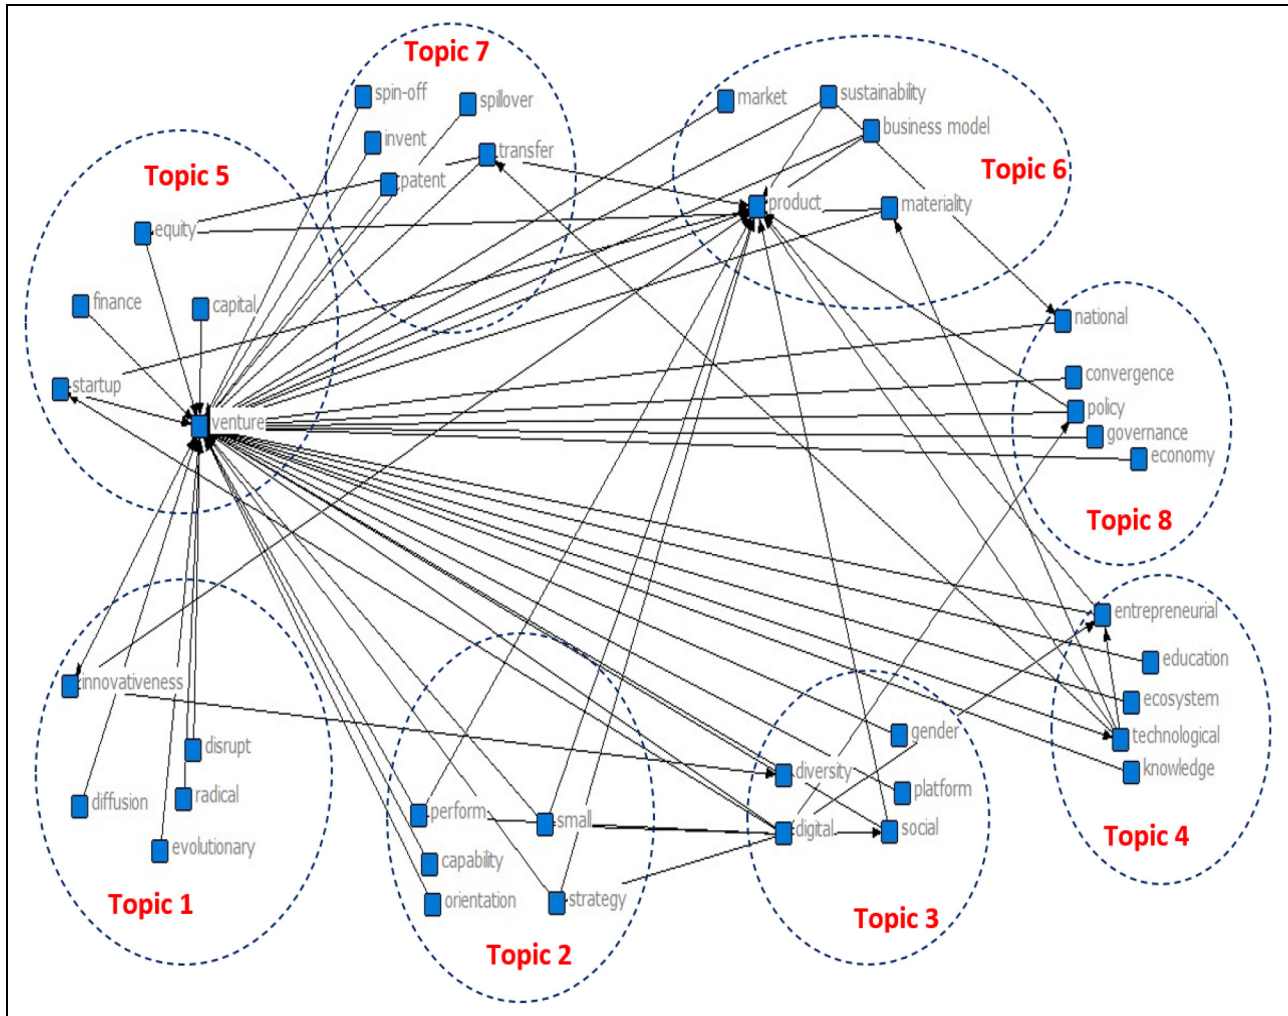 Topic 7
spin-off
spillover
invent
transfer
patent
market
sustainability
business model
Topic 6
product
materiality
Topic 5
equity
finance
capital
startup
venture
national
convergence
policy
governance
economy
Topic 8
innovativeness
disrupt
diffusion
radical
evolutionary
Topic 1
perform
small
capability
orientation
strategy
Topic 2
gender
diversity
platform
digital
social
Topic 3
entrepreneurial
education
ecosystem
technological
knowledge
Topic 4